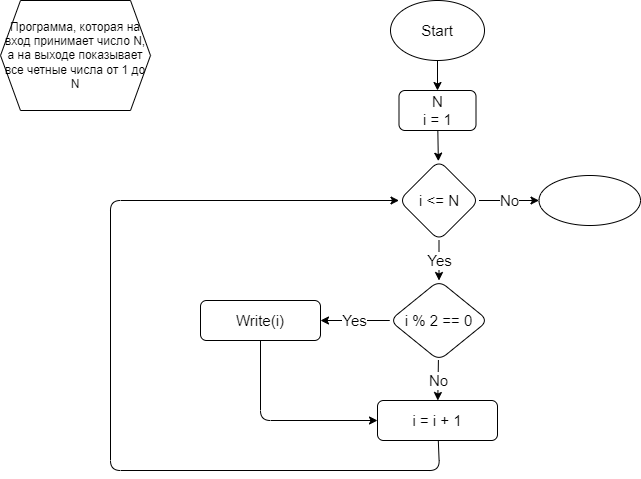 Программа, которая на
вход принимает число N,
а на выходе показывает
все четные числа от 1 до
N
Start
N
i = 1
i <= N
No
Yes
i % 2 == 0
Yes
Write(i)
No
i = i + 1